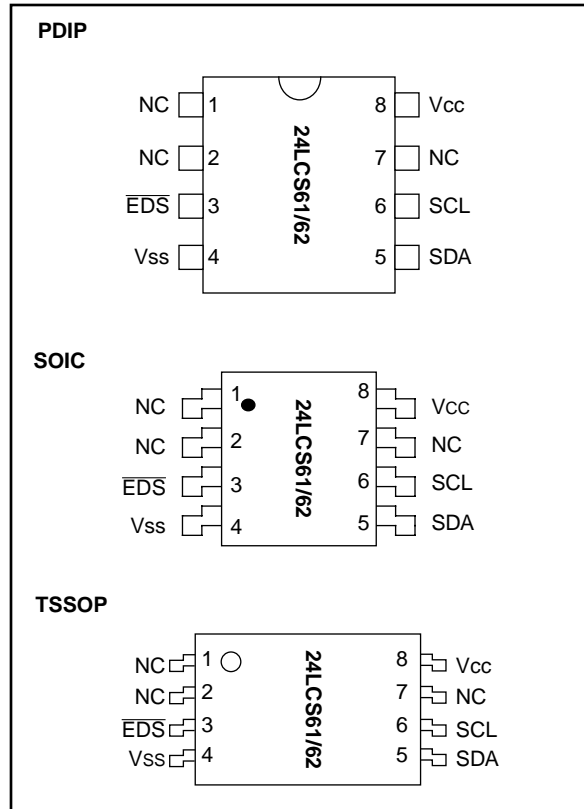 PDIP
NC 1 8 Vcc
NC 2 7 NC
EDS 3 6 SCL
Vss 4 5 SDA
24LCS61/62
SOIC
NC 1 8 Vcc
NC 2 7 NC
EDS 3 6 SCL
Vss 4 5 SDA
24LCS61/62
TSSOP
NC 1 8 Vcc
NC 2 7 NC
EDS 3 6 SCL
Vss 4 5 SDA
24LCS61/62